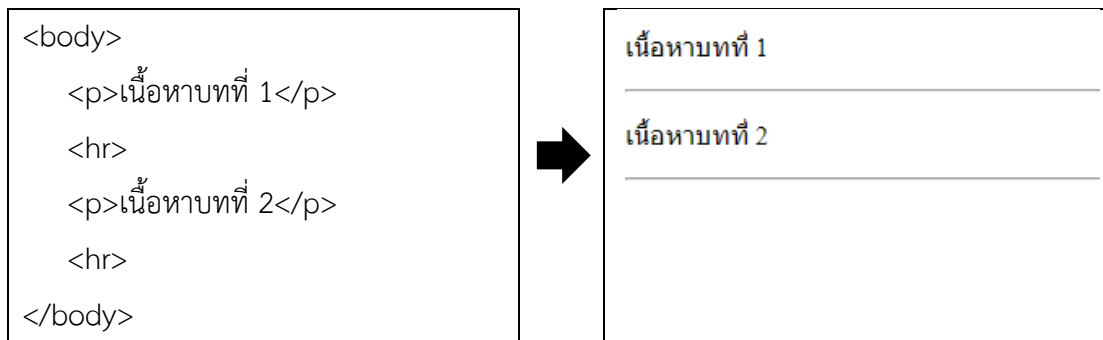 <body>
<p>เนื้อหาบทที่ 1</p>
<hr>
<p>เนื้อหาบทที่ 2</p>
<hr>
</body>
เนื้อหาบทที่ 1
เนื้อหาบทที่ 2